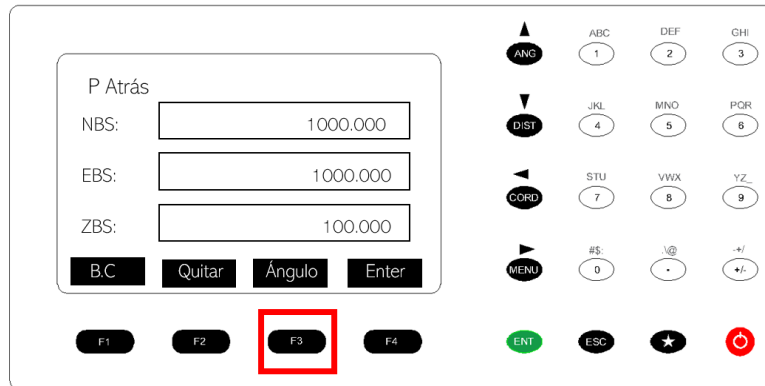 P Atrás
NBS: 1000.000
EBS: 1000.000
ZBS: 100.000
B.C Quitar Ángulo Enter
F1 F2 F3 F4
ABC DEF GHI
ANG 1 2 3
JKL MNO PQR
DIST 4 5 6
STU VWX YZ_
CORD 7 8 9
#$: .\@ -+/
MENU 0 . +/-
ENT ESC